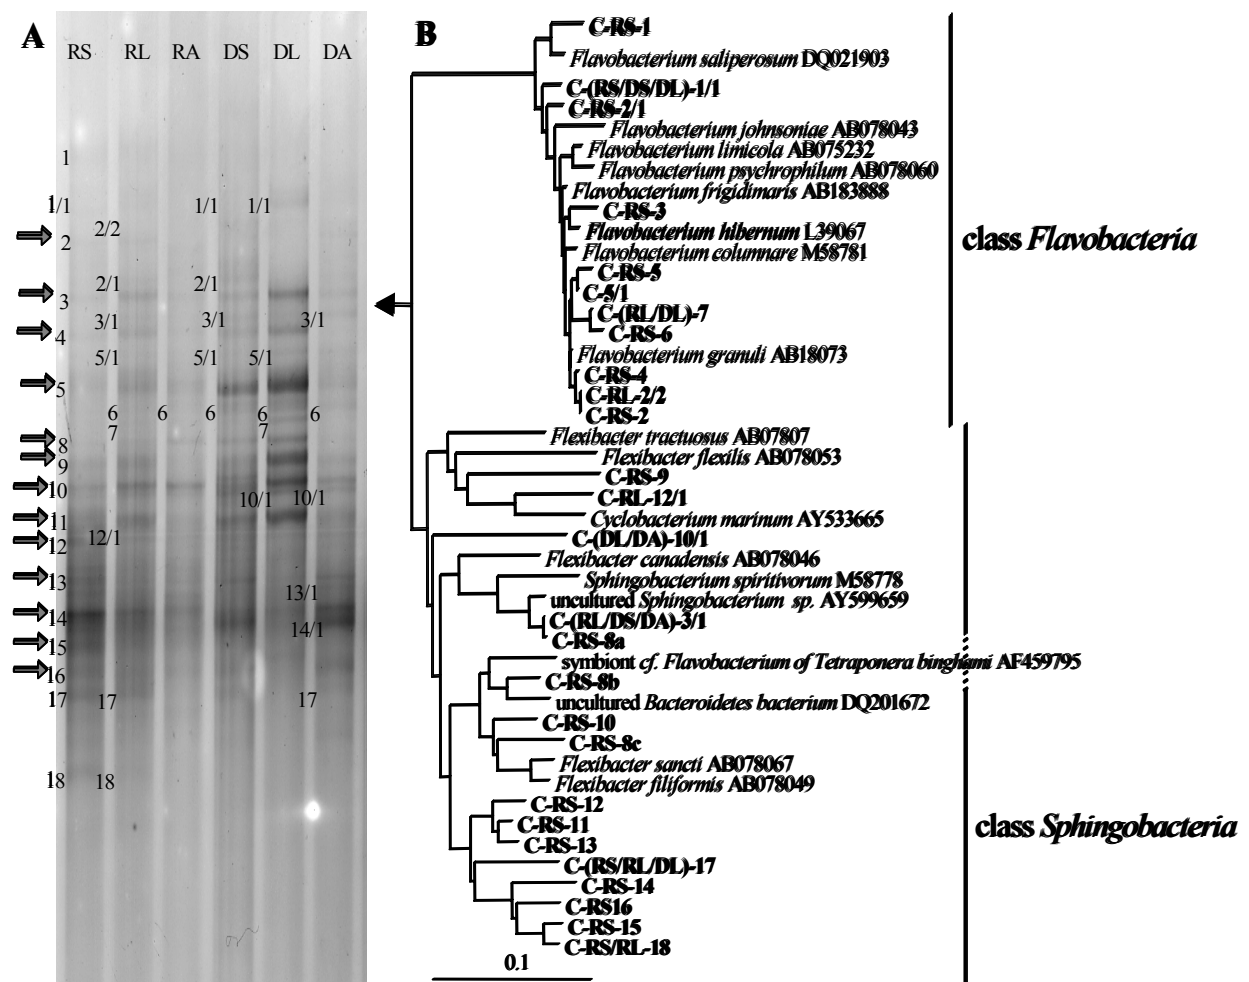 A
RS RL RA DS DL DA
1
1/1 1/1 1/1
2/2
2
2/1 2/1
3
3/1 3/1 3/1
4
5/1 5/1 5/1
5
6 6 6 6 6
7 7
8
9
10
10/1 10/1
11
12/1
12
13
13/1
14
14/1
15
16
17 17 17
18 18
B
C-RS-1
Flavobacterium saliperosum DQ021903
C-(RS/DS/DL)-1/1
C-RS-2/1
Flavobacterium johnsoniae AB078043
Flavobacterium limicola AB075232
Flavobacterium psychrophilum AB078060
Flavobacterium frigidimaris AB183888
C-RS-3
Flavobacterium hibernum L39067
Flavobacterium columnare M58781
C-RS-5
C-5/1
C-(RL/DL)-7
C-RS-6
Flavobacterium granuli AB18073
C-RS-4
C-RL-2/2
C-RS-2
class Flavobacteria
Flexibacter tractuosus AB07807
Flexibacter flexilis AB078053
C-RS-9
C-RL-12/1
Cyclobacterium marinum AY533665
C-(DL/DA)-10/1
Flexibacter canadensis AB078046
Sphingobacterium spiritivorum M58778
uncultured Sphingobacterium sp. AY599659
C-(RL/DS/DA)-3/1
C-RS-8a
symbiont cf. Flavobacterium of Tetraponera binghami AF459795
C-RS-8b
uncultured Bacteroidetes bacterium DQ201672
C-RS-10
C-RS-8c
Flexibacter sancti AB078067
Flexibacter filiformis AB078049
C-RS-12
C-RS-11
C-RS-13
C-(RS/RL/DL)-17
C-RS-14
C-RS16
C-RS-15
C-RS/RL-18
class Sphingobacteria
0.1